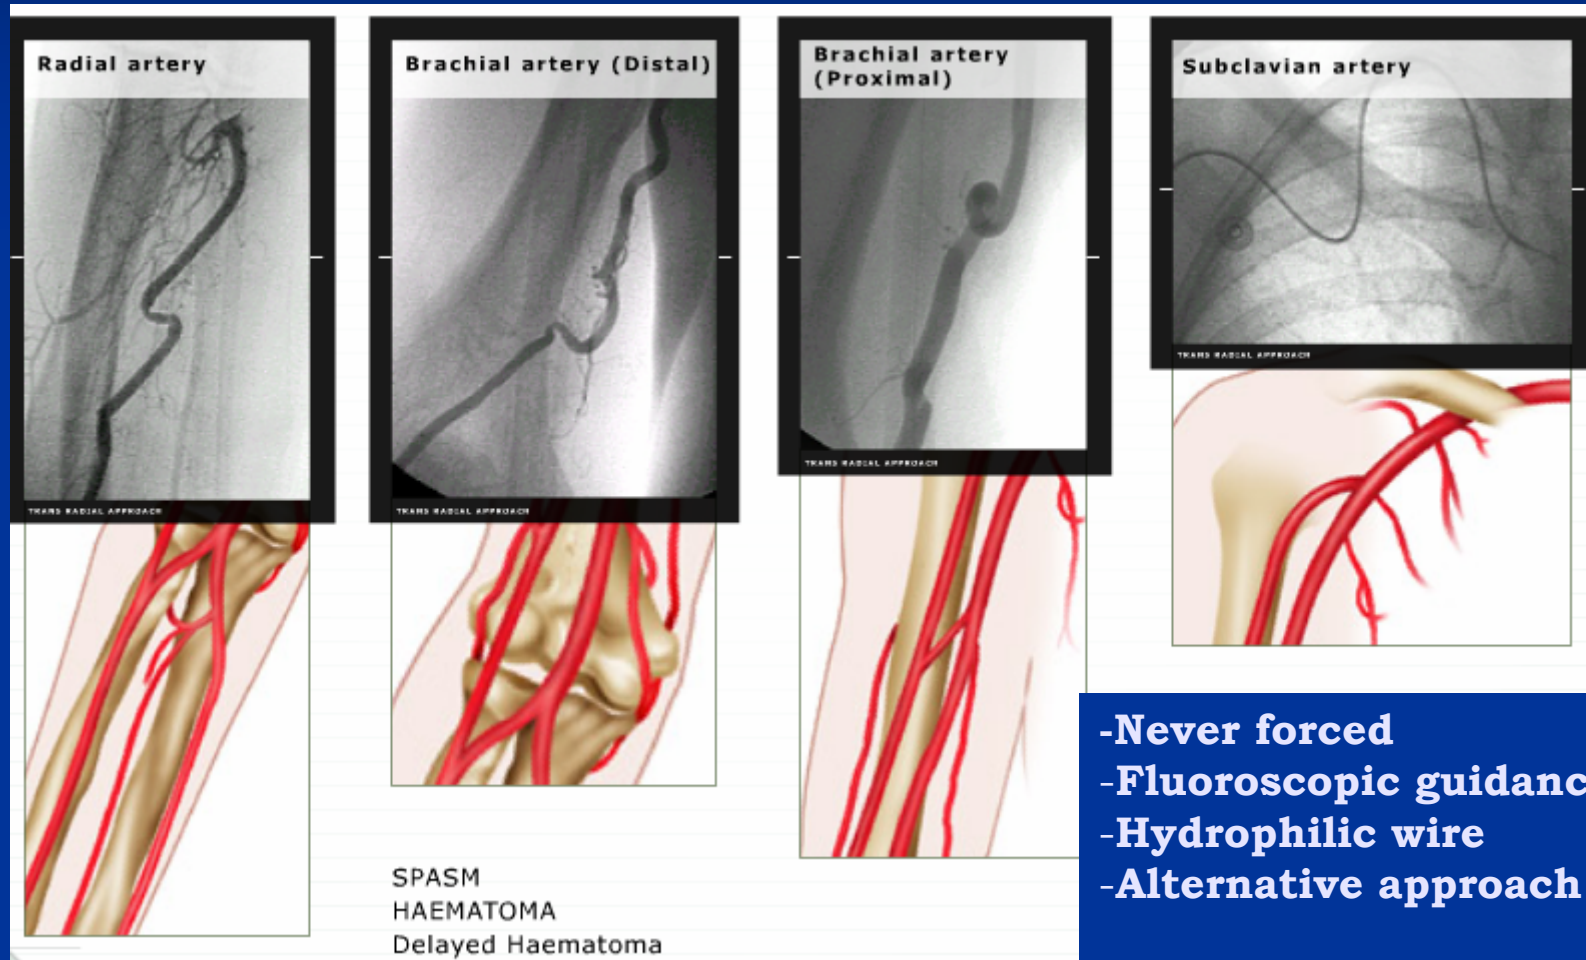 Radial artery
Brachial artery (Distal)
Brachial artery
(Proximal)
Subclavian artery
TRANS RADIAL APPROACH
TRANS RADIAL APPROACH
TRANS RADIAL APPROACH
TRANS RADIAL APPROACH
-Never forced
-Fluoroscopic guidanc
-Hydrophilic wire
-Alternative approach
SPASM
HAEMATOMA
Delayed Haematoma